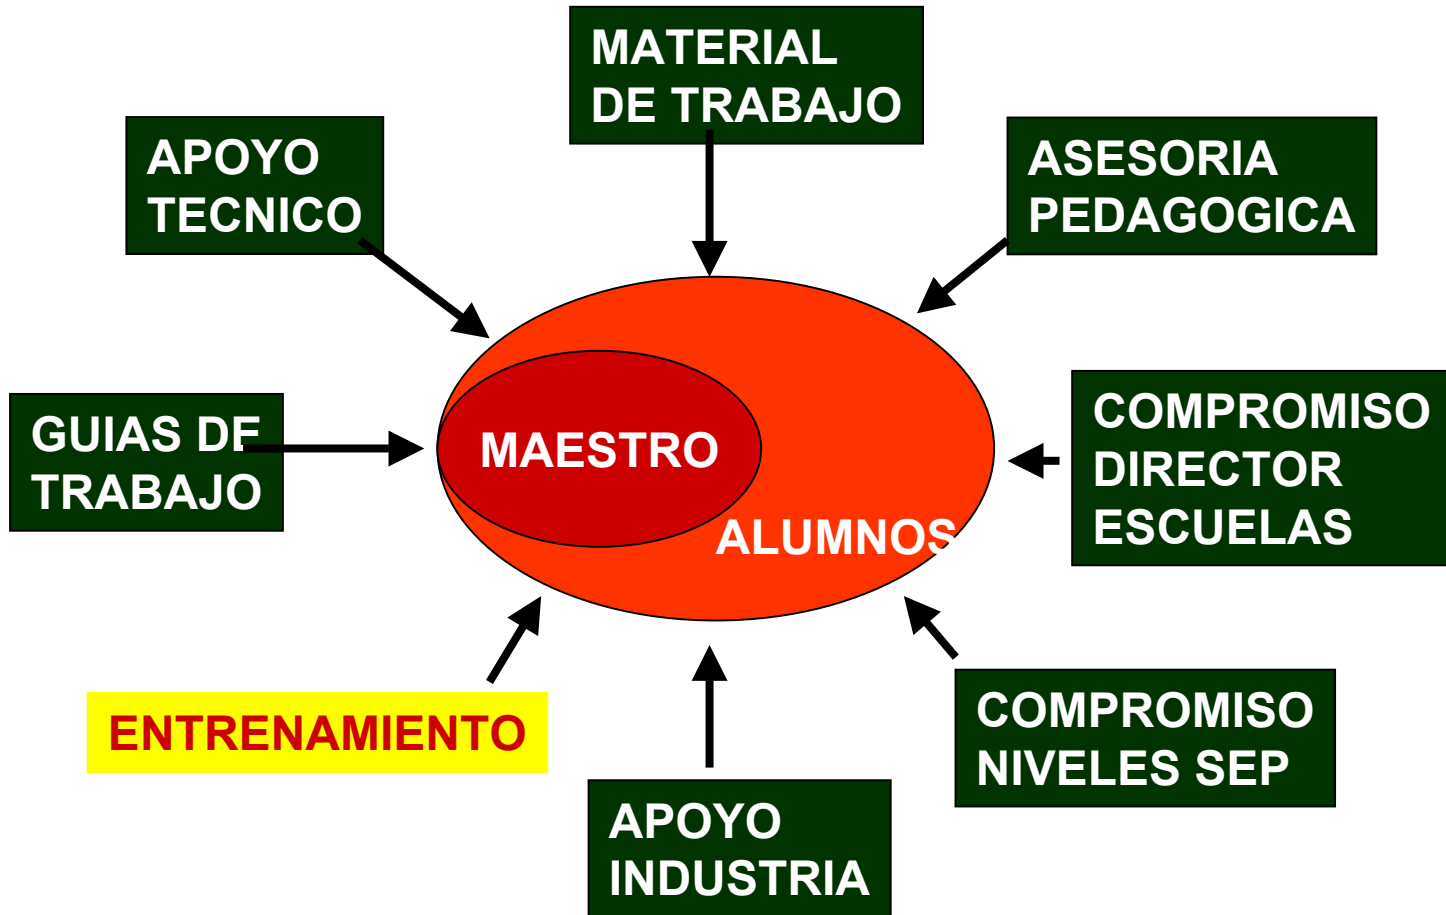 MATERIAL
DE TRABAJO
APOYO
TECNICO
ASESORIA
PEDAGOGICA
GUIAS DE
TRABAJO
MAESTRO
ALUMNOS
COMPROMISO
DIRECTOR
ESCUELAS
ENTRENAMIENTO
COMPROMISO
NIVELES SEP
APOYO
INDUSTRIA